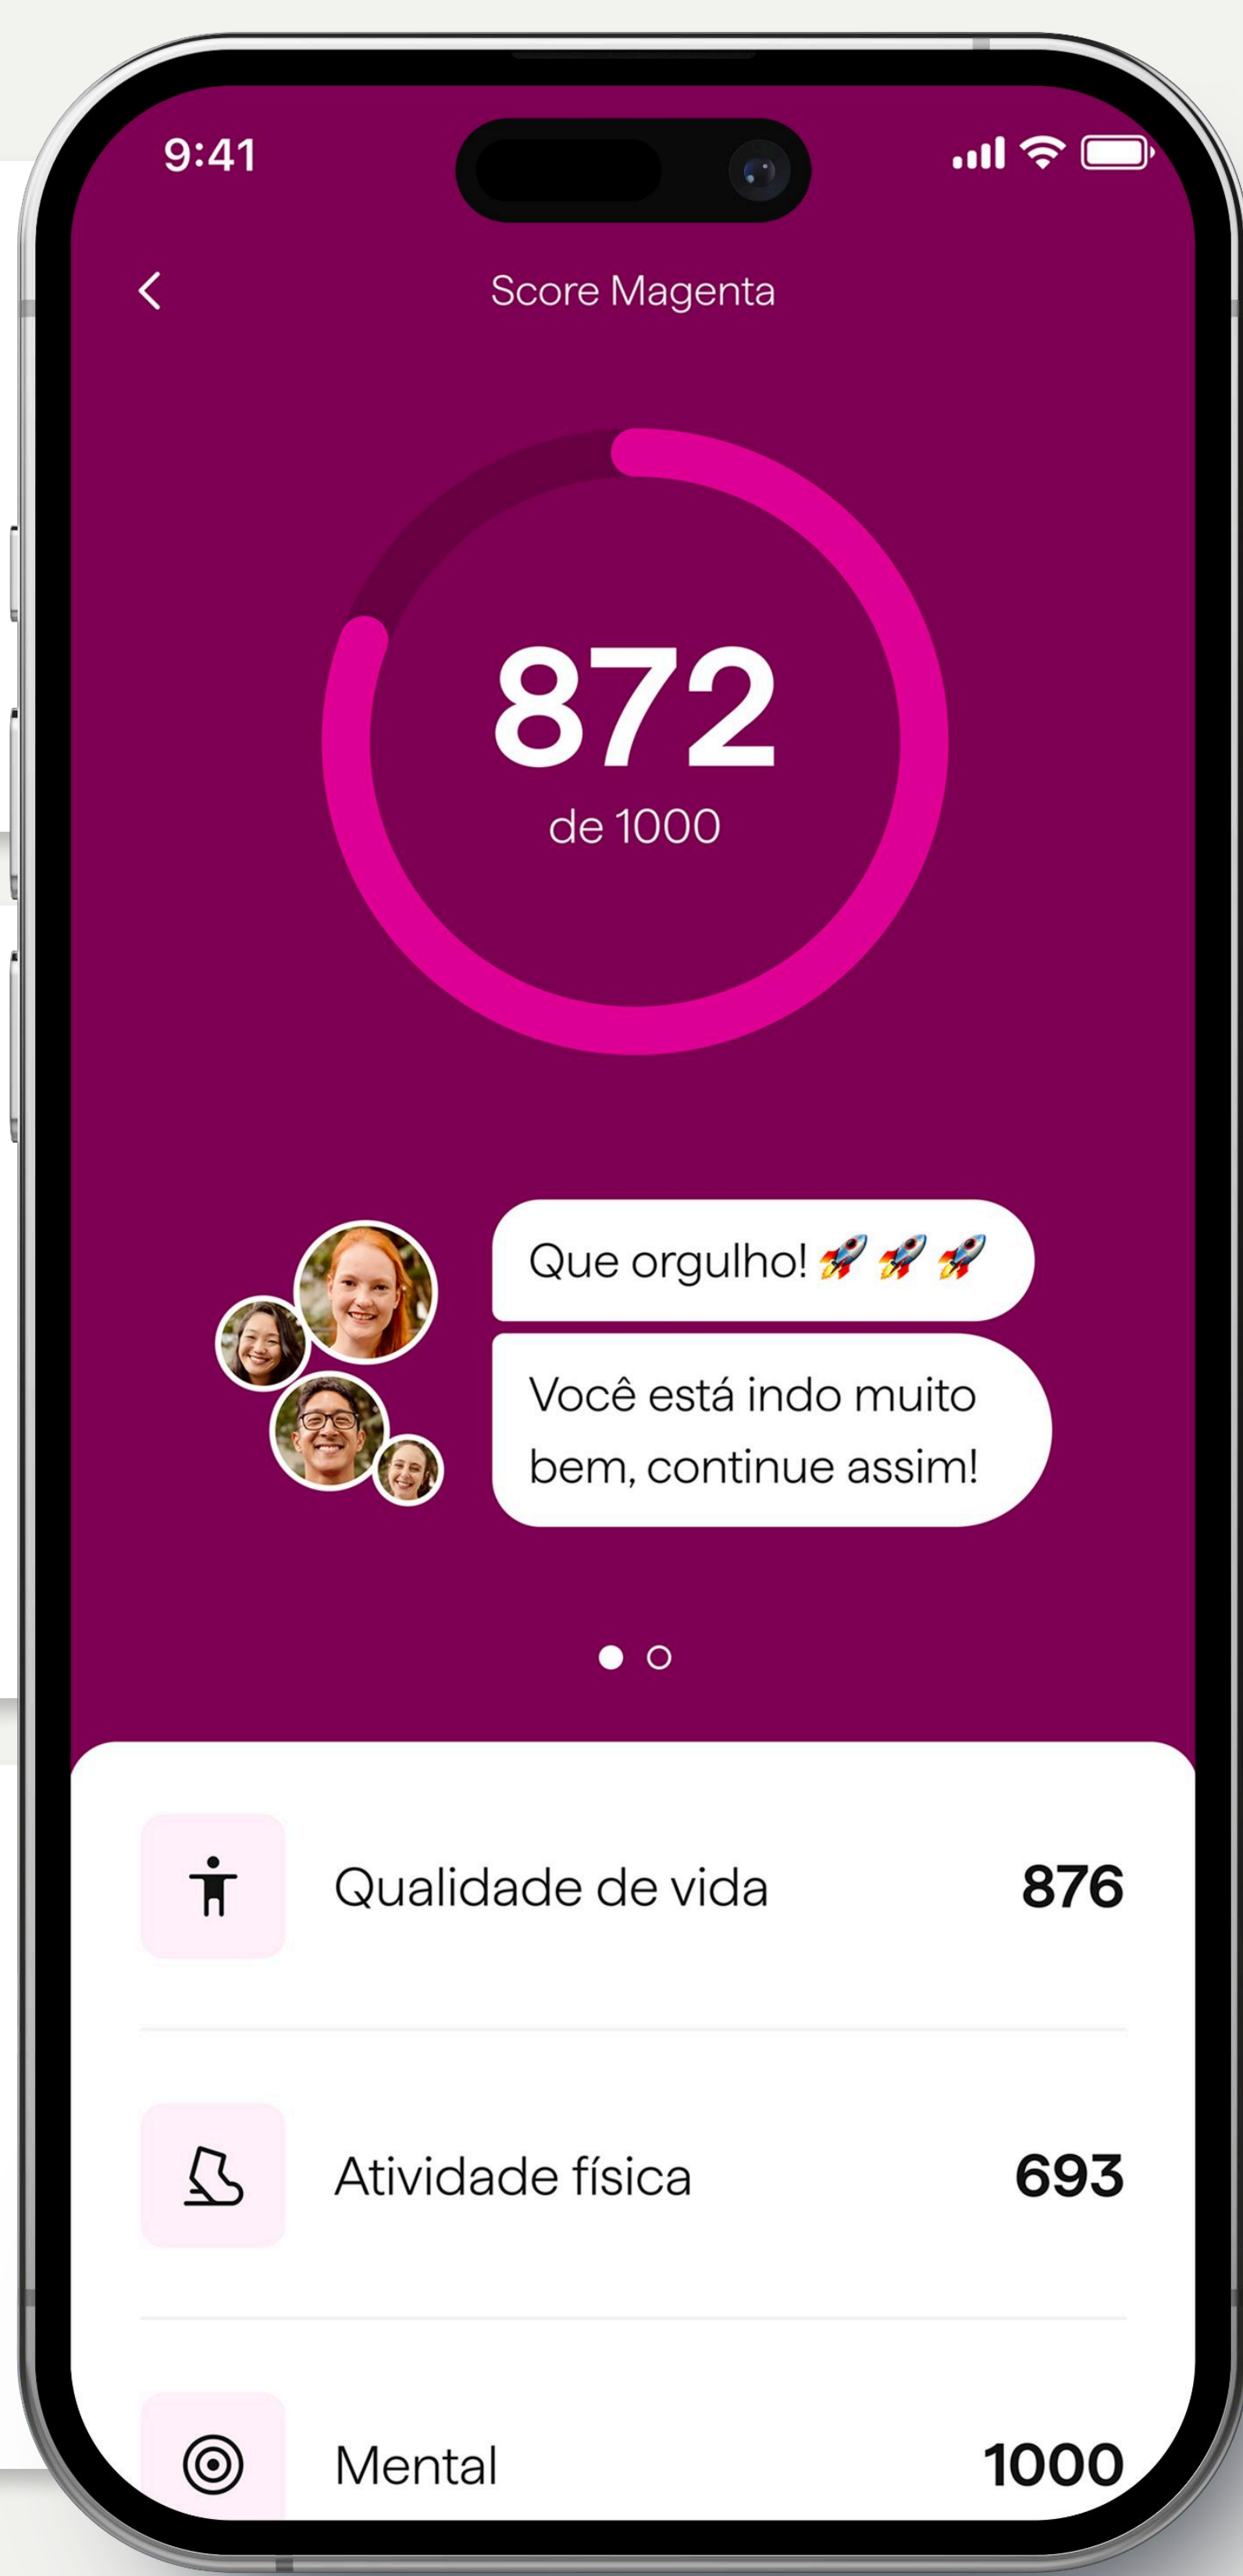 9:41
Score Magenta
872
de 1000
Que orgulho! 🚀🚀🚀
Você está indo muito
bem, continue assim!
Qualidade de vida 876
Atividade física 693
Mental 1000